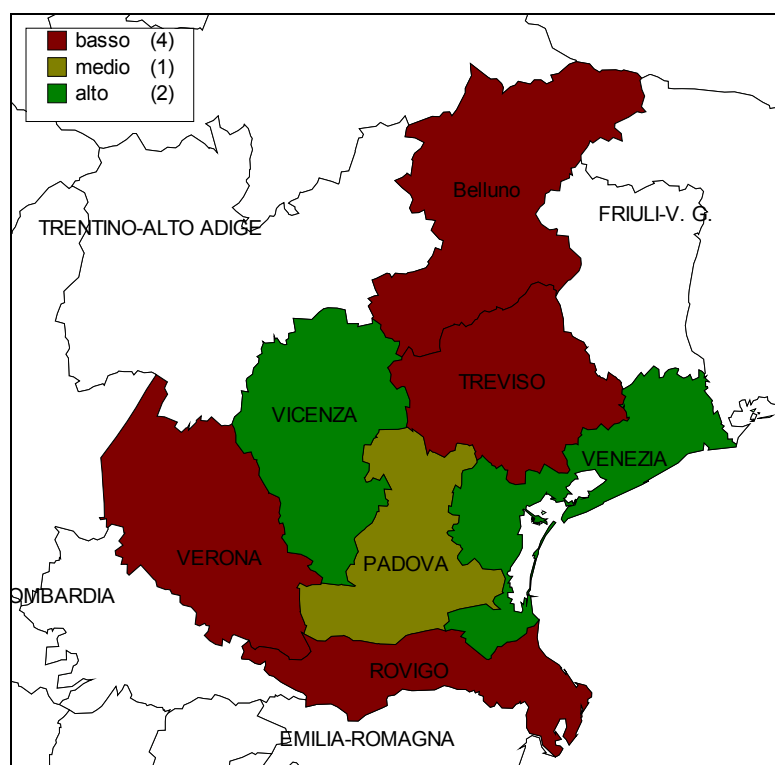 basso (4)
medio (1)
alto (2)
Belluno
FRIULI-V. G.
TRENTINO-ALTO ADIGE
TREVISO
VICENZA
VENEZIA
VERONA
PADOVA
OMBARDIA
ROVIGO
EMILIA-ROMAGNA